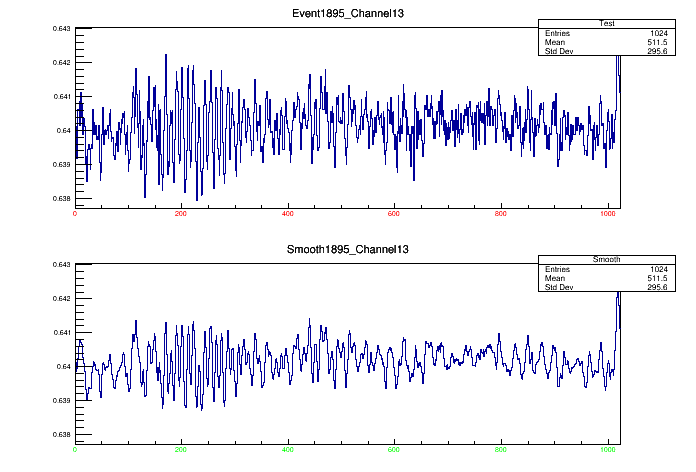 Event1895_Channel13
Test
Entries 1024
Mean 511.5
Std Dev 295.6
0.643
0.642
0.641
0.64
0.639
0.638
0 200 400 600 800 1000
Smooth1895_Channel13
Smooth
Entries 1024
Mean 511.5
Std Dev 295.6
0.643
0.642
0.641
0.64
0.639
0.638
0 200 400 600 800 1000